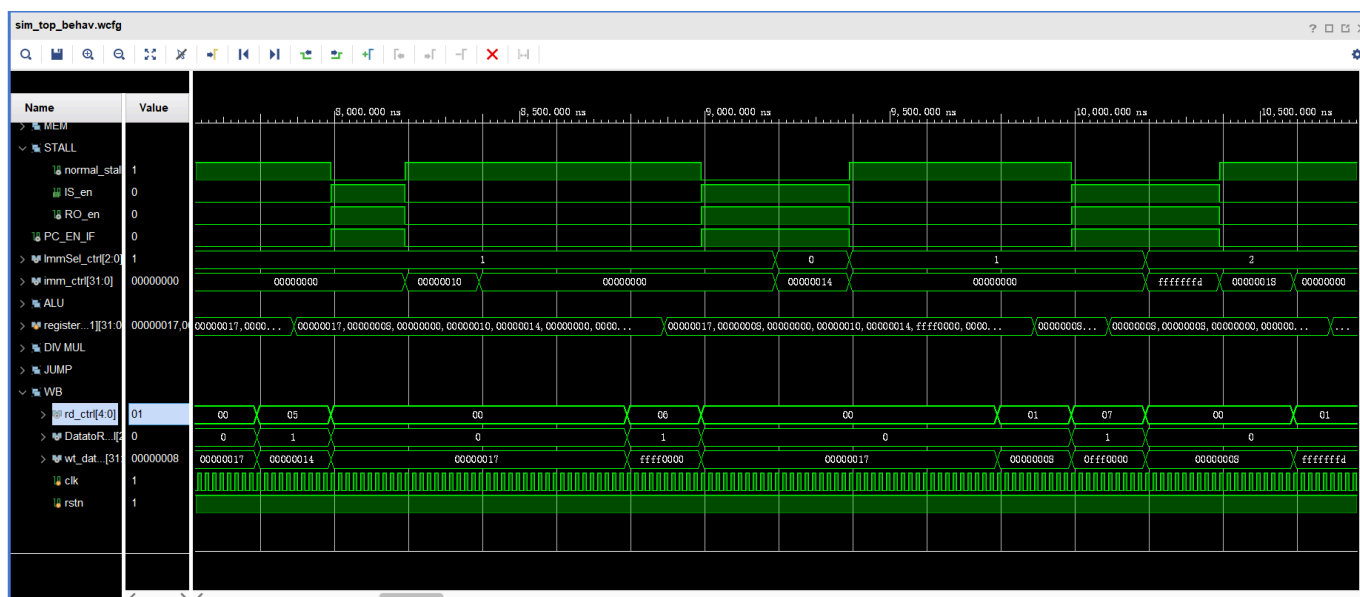 sim_top_behav.wcfg
Name Value
8,000.000 ns 8,500.000 ns 9,000.000 ns 9,500.000 ns 10,000.000 ns 10,500.000 ns
MEM
STALL
normal_stal 1
IS_en 0
RO_en 0
PC_EN_IF 0
ImmSel_ctrl[2:0] 1 1 0 1 2
imm_ctrl[31:0] 00000000 00000000 00000010 00000000 00000014 00000000 fffffffd 00000018 00000000
ALU
register...1][31:0 00000017,00 00000017,0000... 00000017,00000008,00000000,00000010,00000014,00000000,0000... 00000017,00000008,00000000,00000010,00000014,ffff0000,0000... 00000008... 00000008,00000008,00000000,000000... ...
DIV MUL
JUMP
WB
rd_ctrl[4:0] 01 00 05 00 06 00 01 07 00 01
DatatoR...l[2 0 0 1 0 1 0 1 0
wt_dat...[31: 00000008 00000017 00000014 00000017 ffff0000 00000017 00000008 0fff0000 00000008 fffffffd
clk 1
rstn 1